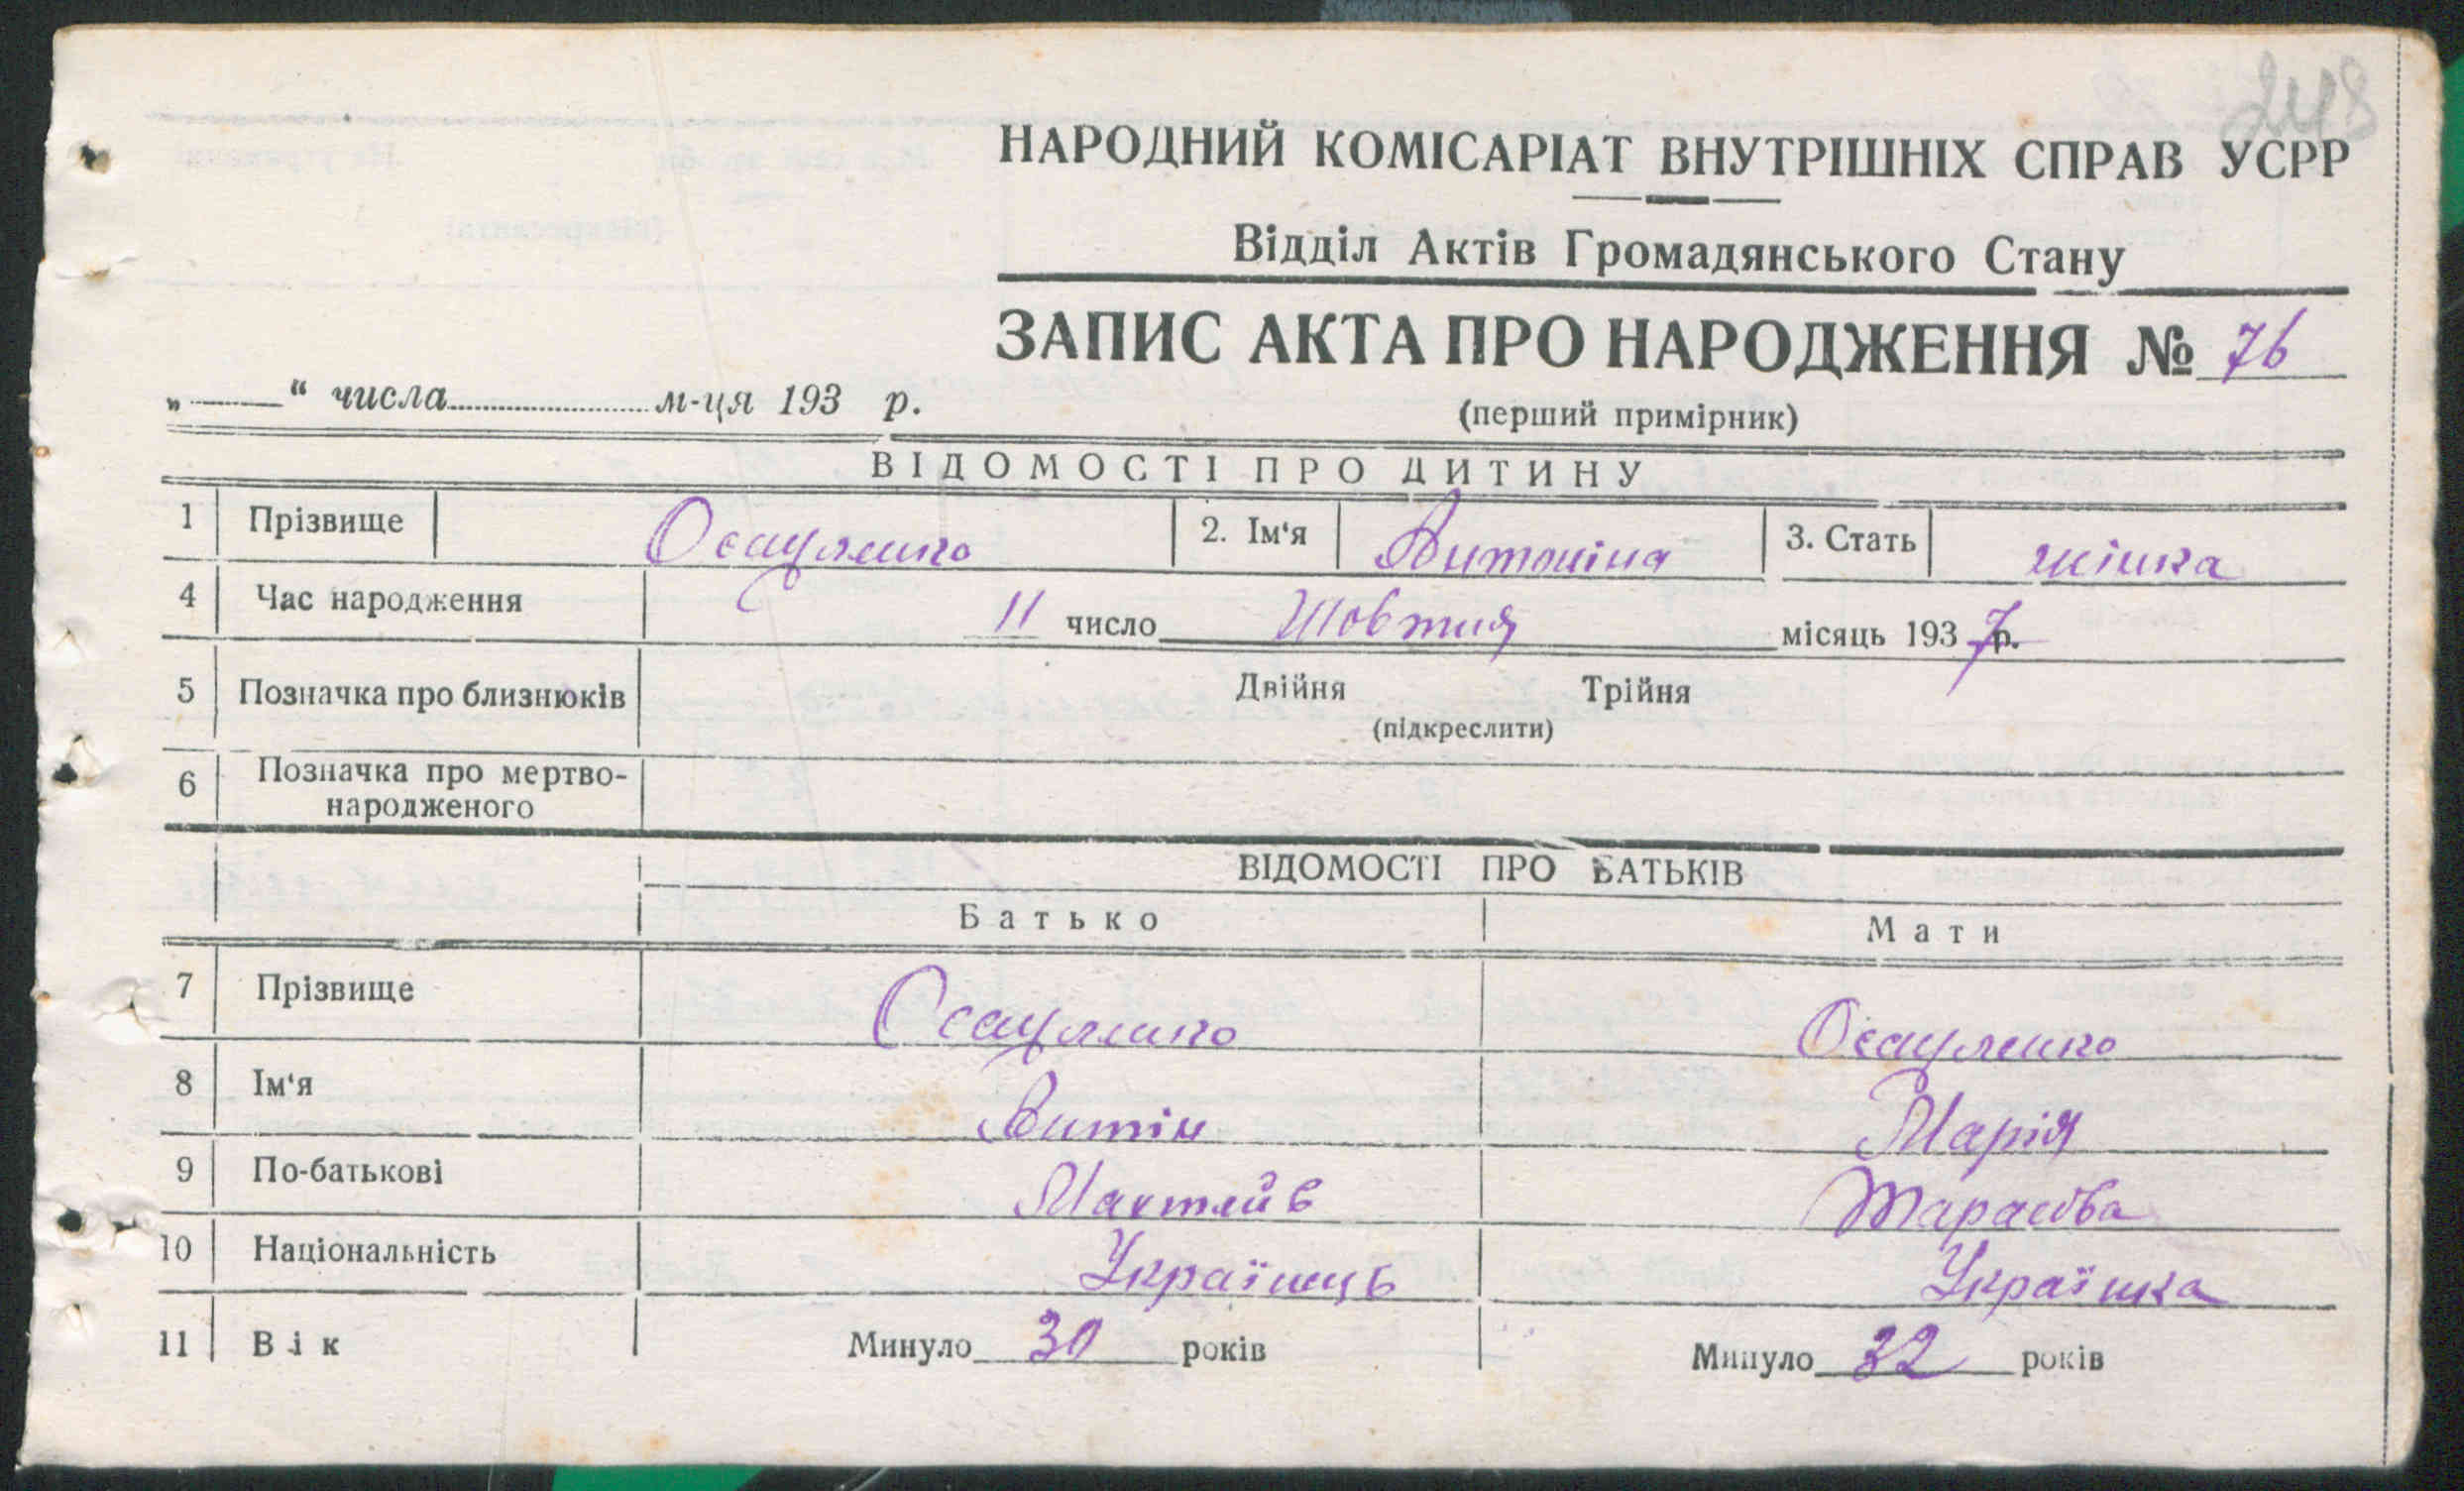 248
НАРОДНИЙ КОМІСАРІАТ ВНУТРІШНІХ СПРАВ УСРР
Відділ Актів Громадянського Стану
ЗАПИС АКТА ПРО НАРОДЖЕННЯ № 76
„ “ числа м-ця 193 р.
(перший примірник)
ВІДОМОСТІ ПРО ДИТИНУ
1 Прізвище Осауленко 2. Ім‘я Антоніна 3. Стать жінка
4 Час народження 11 число Жовтня місяць 1937р.
5 Позначка про близнюків Двійня Трійня
(підкреслити)
6 Позначка про мертво-
народженого
ВІДОМОСТІ ПРО БАТЬКІВ
Батько Мати
7 Прізвище Осауленко Осауленко
8 Ім‘я Антін Марія
9 По-батькові
10 Національність Українець Українка
11 Вік Минуло 30 років Минуло 32 років